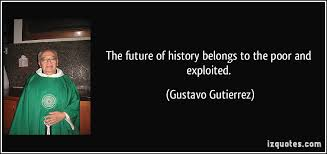 The future of history belongs to the poor and
exploited.
(Gustavo Gutierrez)
izquotes.com